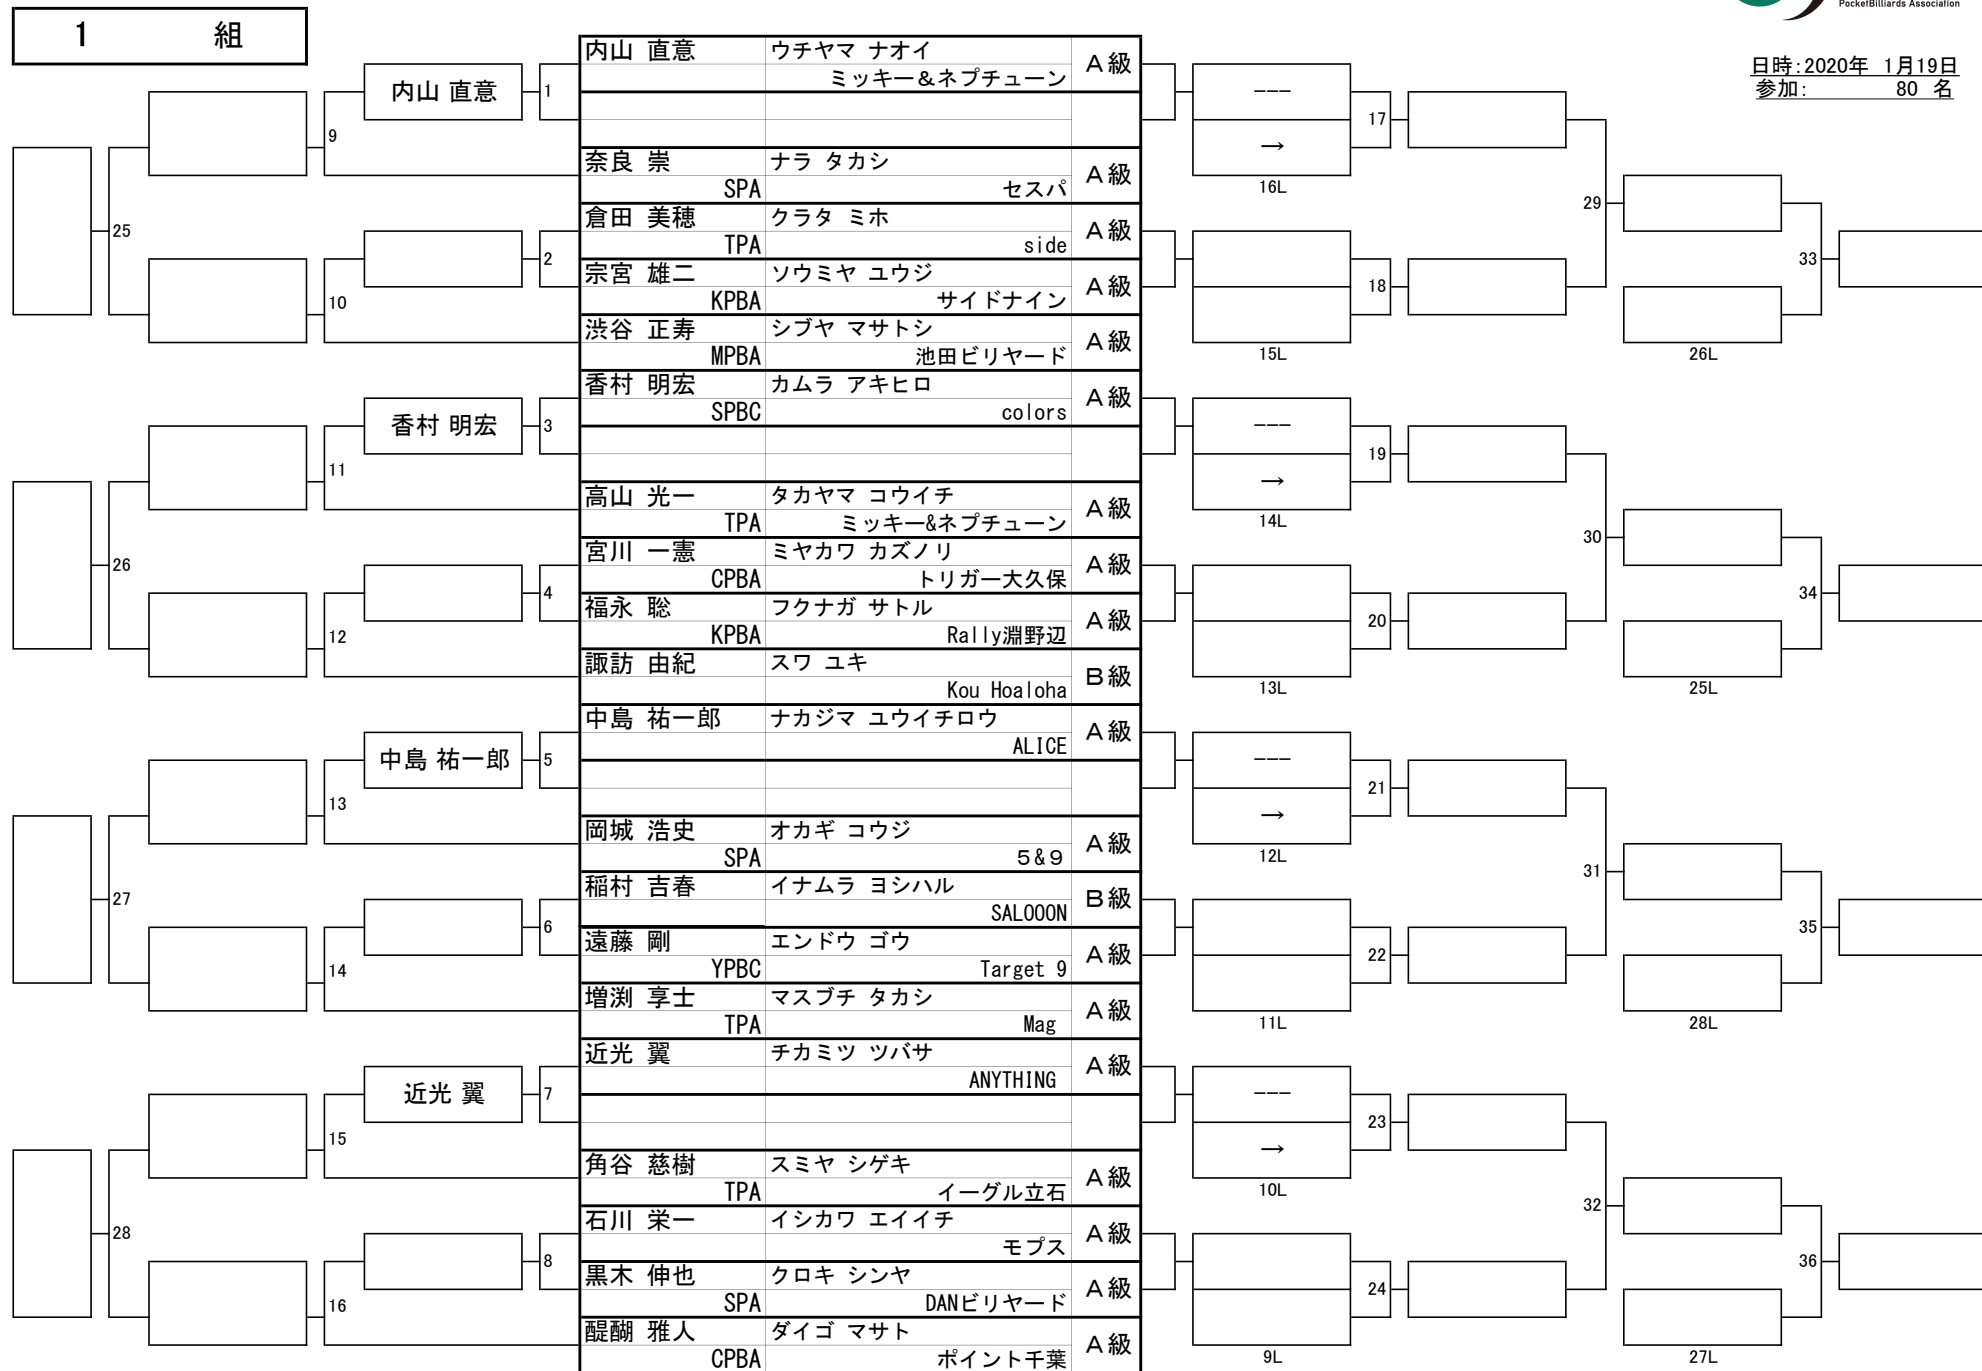 1 組
PocketBilliards Association
日時:2020年 1月19日
参加: 80 名
内山 直意 ウチヤマ ナオイ A級
ミッキー&ネプチューン
奈良 崇 ナラ タカシ A級
SPA セスパ
倉田 美穂 クラタ ミホ A級
TPA side
宗宮 雄二 ソウミヤ ユウジ A級
KPBA サイドナイン
渋谷 正寿 シブヤ マサトシ A級
MPBA 池田ビリヤード
香村 明宏 カムラ アキヒロ A級
SPBC colors
高山 光一 タカヤマ コウイチ A級
TPA ミッキー&ネプチューン
宮川 一憲 ミヤカワ カズノリ A級
CPBA トリガー大久保
福永 聡 フクナガ サトル A級
KPBA Rally淵野辺
諏訪 由紀 スワ ユキ B級
Kou Hoaloha
中島 祐一郎 ナカジマ ユウイチロウ A級
ALICE
岡城 浩史 オカギ コウジ A級
SPA 5&9
稲村 吉春 イナムラ ヨシハル B級
SALOOON
遠藤 剛 エンドウ ゴウ A級
YPBC Target 9
増渕 享士 マスブチ タカシ A級
TPA Mag
近光 翼 チカミツ ツバサ A級
ANYTHING
角谷 慈樹 スミヤ シゲキ A級
TPA イーグル立石
石川 栄一 イシカワ エイイチ A級
モプス
黒木 伸也 クロキ シンヤ A級
SPA DANビリヤード
醍醐 雅人 ダイゴ マサト A級
CPBA ポイント千葉
内山 直意
香村 明宏
中島 祐一郎
近光 翼
1
2
3
4
5
6
7
8
9
10
11
12
13
14
15
16
25
26
27
28
---
→
16L
15L
---
→
14L
13L
---
→
12L
11L
---
→
10L
9L
17
18
19
20
21
22
23
24
29
30
31
32
26L
25L
28L
27L
33
34
35
36